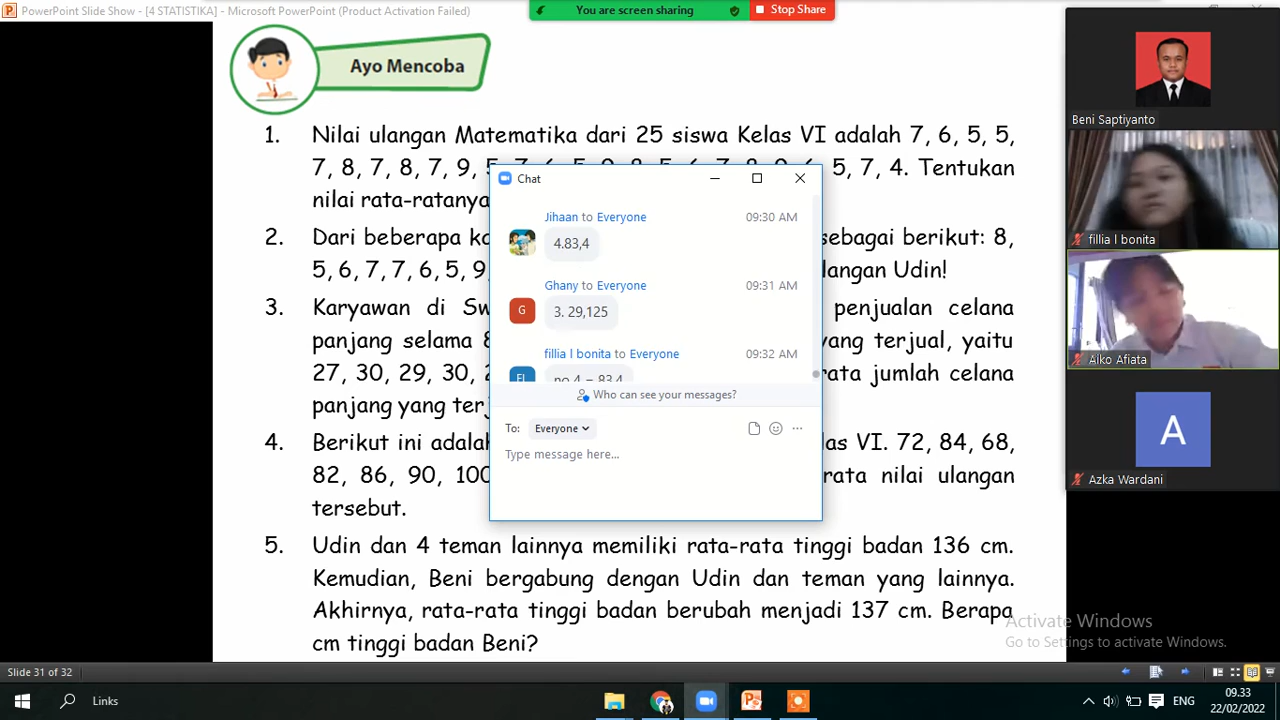 PowerPoint Slide Show - [4 STATISTIKA] - Microsoft PowerPoint (Product Activation Failed)
You are screen sharing
Stop Share
Ayo Mencoba
1. Nilai ulangan Matematika dari 25 siswa Kelas VI adalah 7, 6, 5, 5,
7, 8, 7, 8, 7, 9, 5, 7, 4. Tentukan
nilai rata-ratanya
2. Dari beberapa sebagai berikut: 8,
5, 6, 7, 7, 6, 5, 9, Udin!
3. Karyawan di penjualan celana
panjang selama yang terjual, yaitu
27, 30, 29, 30, jumlah celana
panjang yang
4. Berikut ini VI. 72, 84, 68,
82, 86, 90, 100 nilai ulangan
tersebut.
5. Udin dan 4 teman lainnya memiliki rata-rata tinggi badan 136 cm.
Kemudian, Beni bergabung dengan Udin dan teman yang lainnya.
Akhirnya, rata-rata tinggi badan berubah menjadi 137 cm. Berapa
cm tinggi badan Beni?
Chat
Jihaan to Everyone 09:30 AM
4.83,4
Ghany to Everyone 09:31 AM
G
3. 29,125
fillia l bonita to Everyone 09:32 AM
FL
no 4 = 83,4
Who can see your messages?
To: Everyone
Type message here...
Beni Saptiyanto
fillia l bonita
Aiko Afiata
A
Azka Wardani
Activate Windows
Go to Settings to activate Windows.
Slide 31 of 32
Links
ENG
09.33
22/02/2022